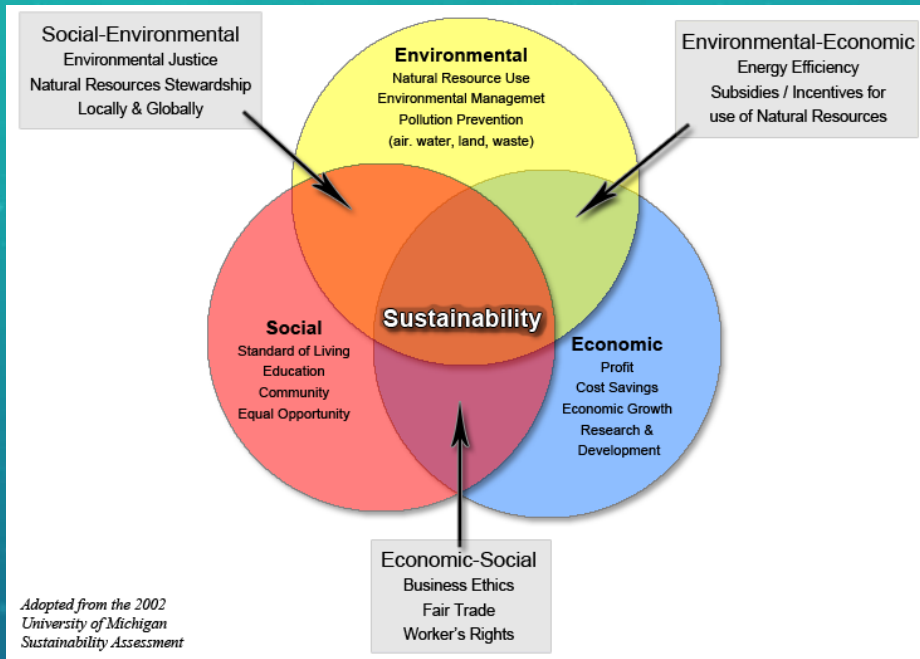 Social-Environmental
Environmental Justice
Natural Resources Stewardship
Locally & Globally
Environmental
Natural Resource Use
Environmental Managemet
Pollution Prevention
(air. water, land, waste)
Environmental-Economic
Energy Efficiency
Subsidies / Incentives for
use of Natural Resources
Sustainability
Social
Standard of Living
Education
Community
Equal Opportunity
Economic
Profit
Cost Savings
Economic Growth
Research &
Development
Economic-Social
Business Ethics
Fair Trade
Worker's Rights
Adopted from the 2002
University of Michigan
Sustainability Assessment